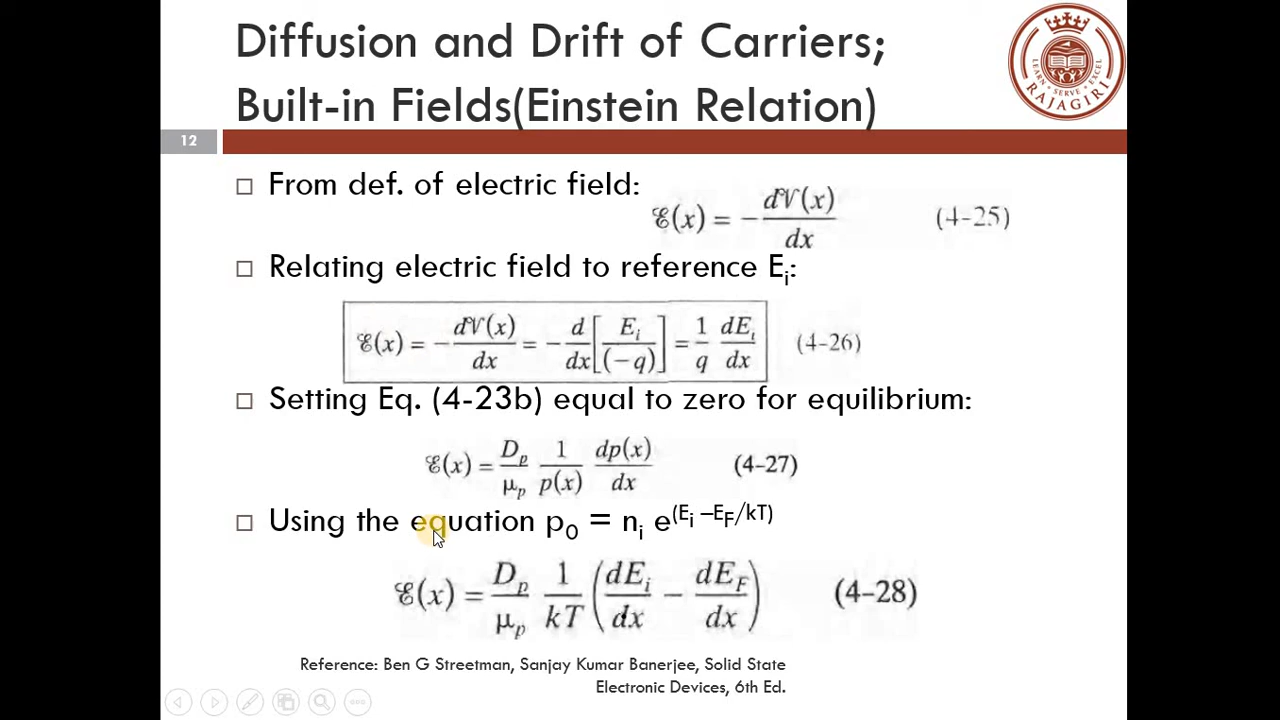 Diffusion and Drift of Carriers;
Built-in Fields(Einstein Relation)
LEARN SERVE EXCEL
RAJAGIRI
12
□ From def. of electric field:
ℰ(x) = − d𝒱(x)/dx (4–25)
□ Relating electric field to reference Eᵢ:
ℰ(x) = − d𝒱(x)/dx = − d/dx [Eᵢ/(−q)] = 1/q dEᵢ/dx (4–26)
□ Setting Eq. (4-23b) equal to zero for equilibrium:
ℰ(x) = Dₚ/μₚ 1/p(x) dp(x)/dx (4–27)
□ Using the equation p₀ = nᵢ e^(Eᵢ –E_F/kT)
ℰ(x) = Dₚ/μₚ 1/kT (dEᵢ/dx − dE_F/dx) (4–28)
Reference: Ben G Streetman, Sanjay Kumar Banerjee, Solid State
Electronic Devices, 6th Ed.